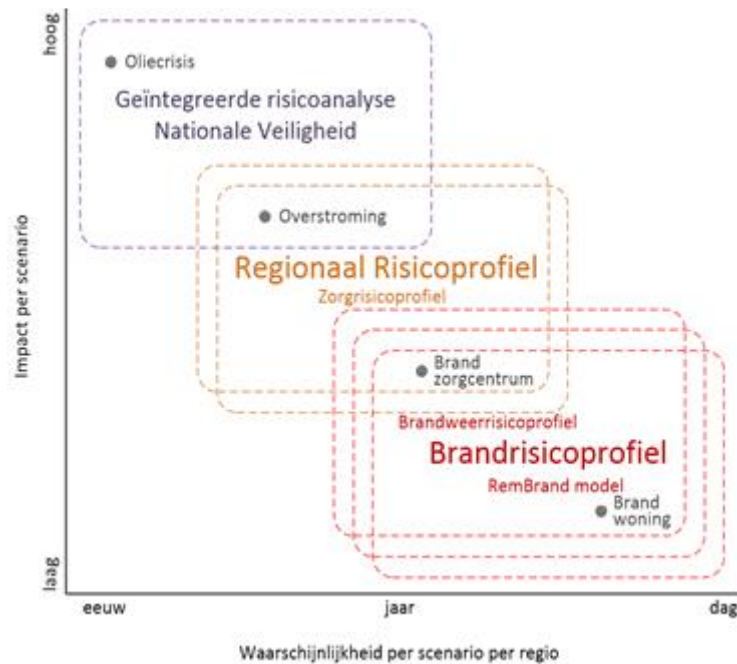 hoog
Oliecrisis
Geïntegreerde risicoanalyse
Nationale Veiligheid
Overstroming
Regionaal Risicoprofiel
Zorgrisicoprofiel
Impact per scenario
Brand
zorgcentrum
Brandweerrisicoprofiel
Brandrisicoprofiel
RemBrand model
Brand
woning
laag
eeuw
jaar
dag
Waarschijnlijkheid per scenario per regio